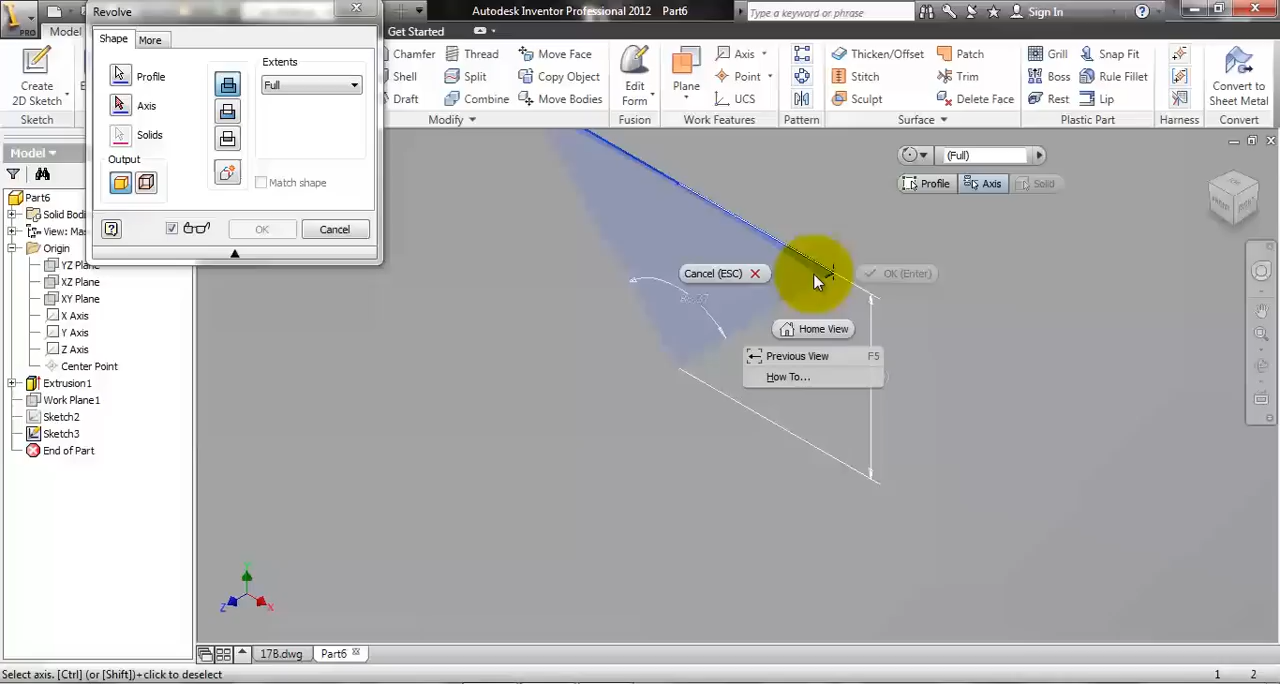 Revolve
Autodesk Inventor Professional 2012 Part6
Type a keyword or phrase
Sign In
PRO
Model
Get Started
Create
2D Sketch
Sketch
Shape
More
Profile
Axis
Solids
Output
Extents
Full
Match shape
OK
Cancel
Chamfer
Thread
Move Face
Shell
Split
Copy Object
Draft
Combine
Move Bodies
Modify
Edit
Form
Fusion
Plane
Axis
Point
UCS
Work Features
Pattern
Thicken/Offset
Patch
Stitch
Trim
Sculpt
Delete Face
Surface
Grill
Snap Fit
Boss
Rule Fillet
Rest
Lip
Plastic Part
Harness
Convert to
Sheet Metal
Convert
Model
Part6
Solid Bod
View: Mas
Origin
YZ Plane
XZ Plane
XY Plane
X Axis
Y Axis
Z Axis
Center Point
Extrusion1
Work Plane1
Sketch2
Sketch3
End of Part
(Full)
Profile
Axis
Solid
Cancel (ESC)
OK (Enter)
Home View
Previous View F5
How To...
Y
Z
X
17B.dwg
Part6
Select axis. [Ctrl] (or [Shift])+click to deselect
1 2